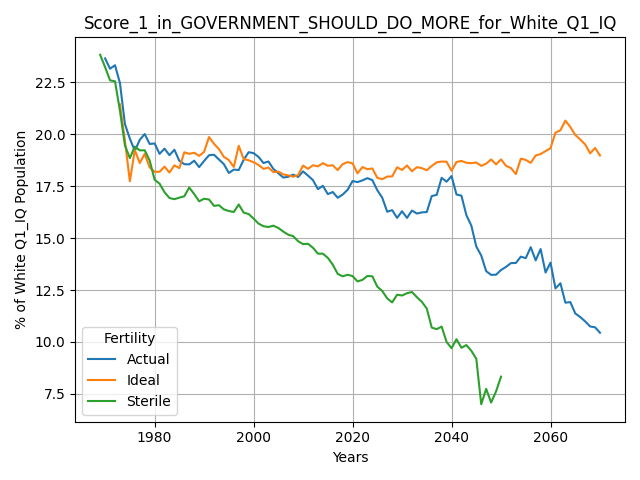 Score_1_in_GOVERNMENT_SHOULD_DO_MORE_for_White_Q1_IQ
% of White Q1_IQ Population
22.5
20.0
17.5
15.0
12.5
10.0
7.5
Fertility
Actual
Ideal
Sterile
1980
2000
2020
2040
2060
Years